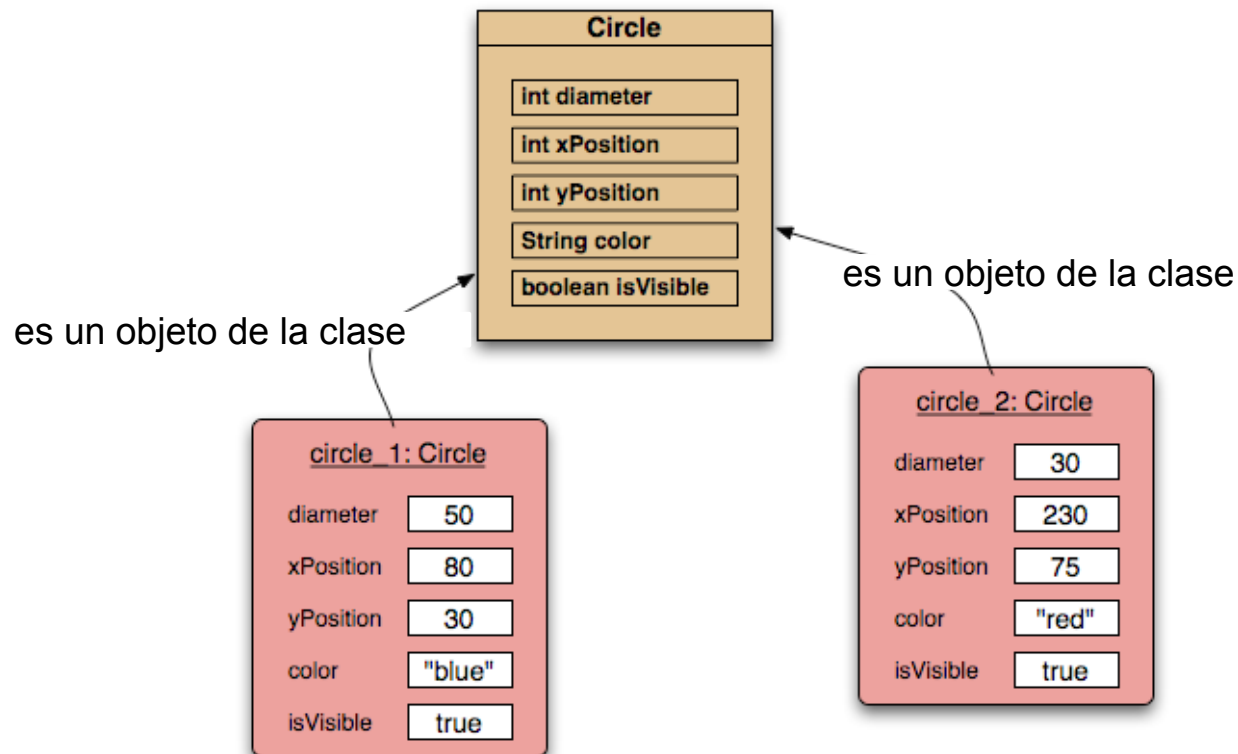 Circle
int diameter
int xPosition
int yPosition
String color
boolean isVisible
es un objeto de la clase
es un objeto de la clase
circle_1: Circle
diameter 50
xPosition 80
yPosition 30
color "blue"
isVisible true
circle_2: Circle
diameter 30
xPosition 230
yPosition 75
color "red"
isVisible true